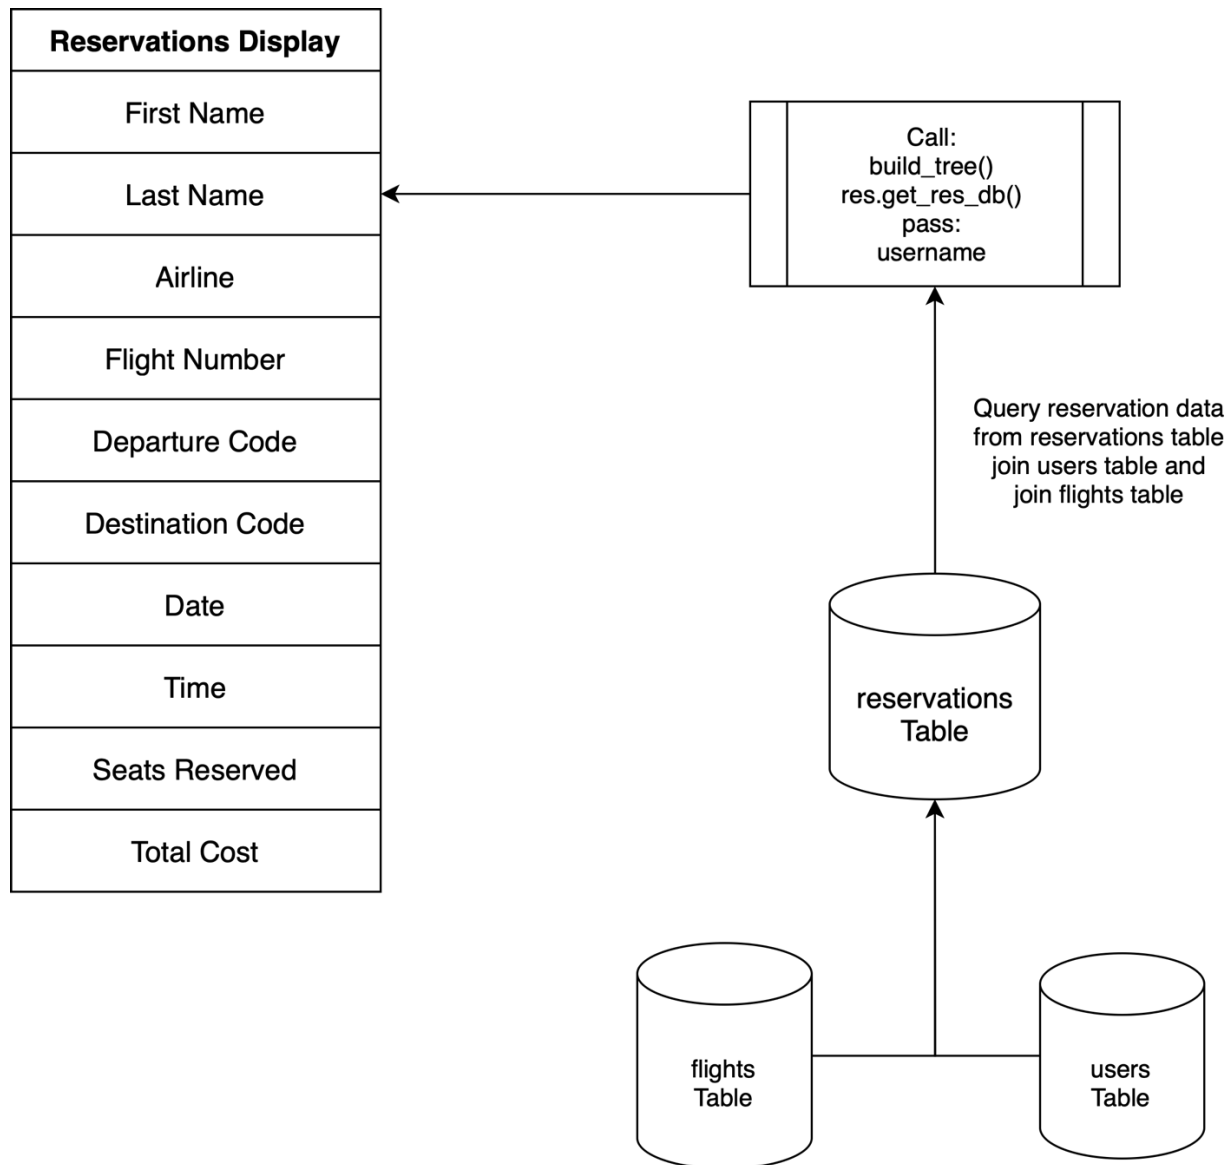 Reservations Display
First Name
Last Name
Airline
Flight Number
Departure Code
Destination Code
Date
Time
Seats Reserved
Total Cost
Call:
build_tree()
res.get_res_db()
pass:
username
Query reservation data
from reservations table
join users table and
join flights table
reservations
Table
flights
Table
users
Table